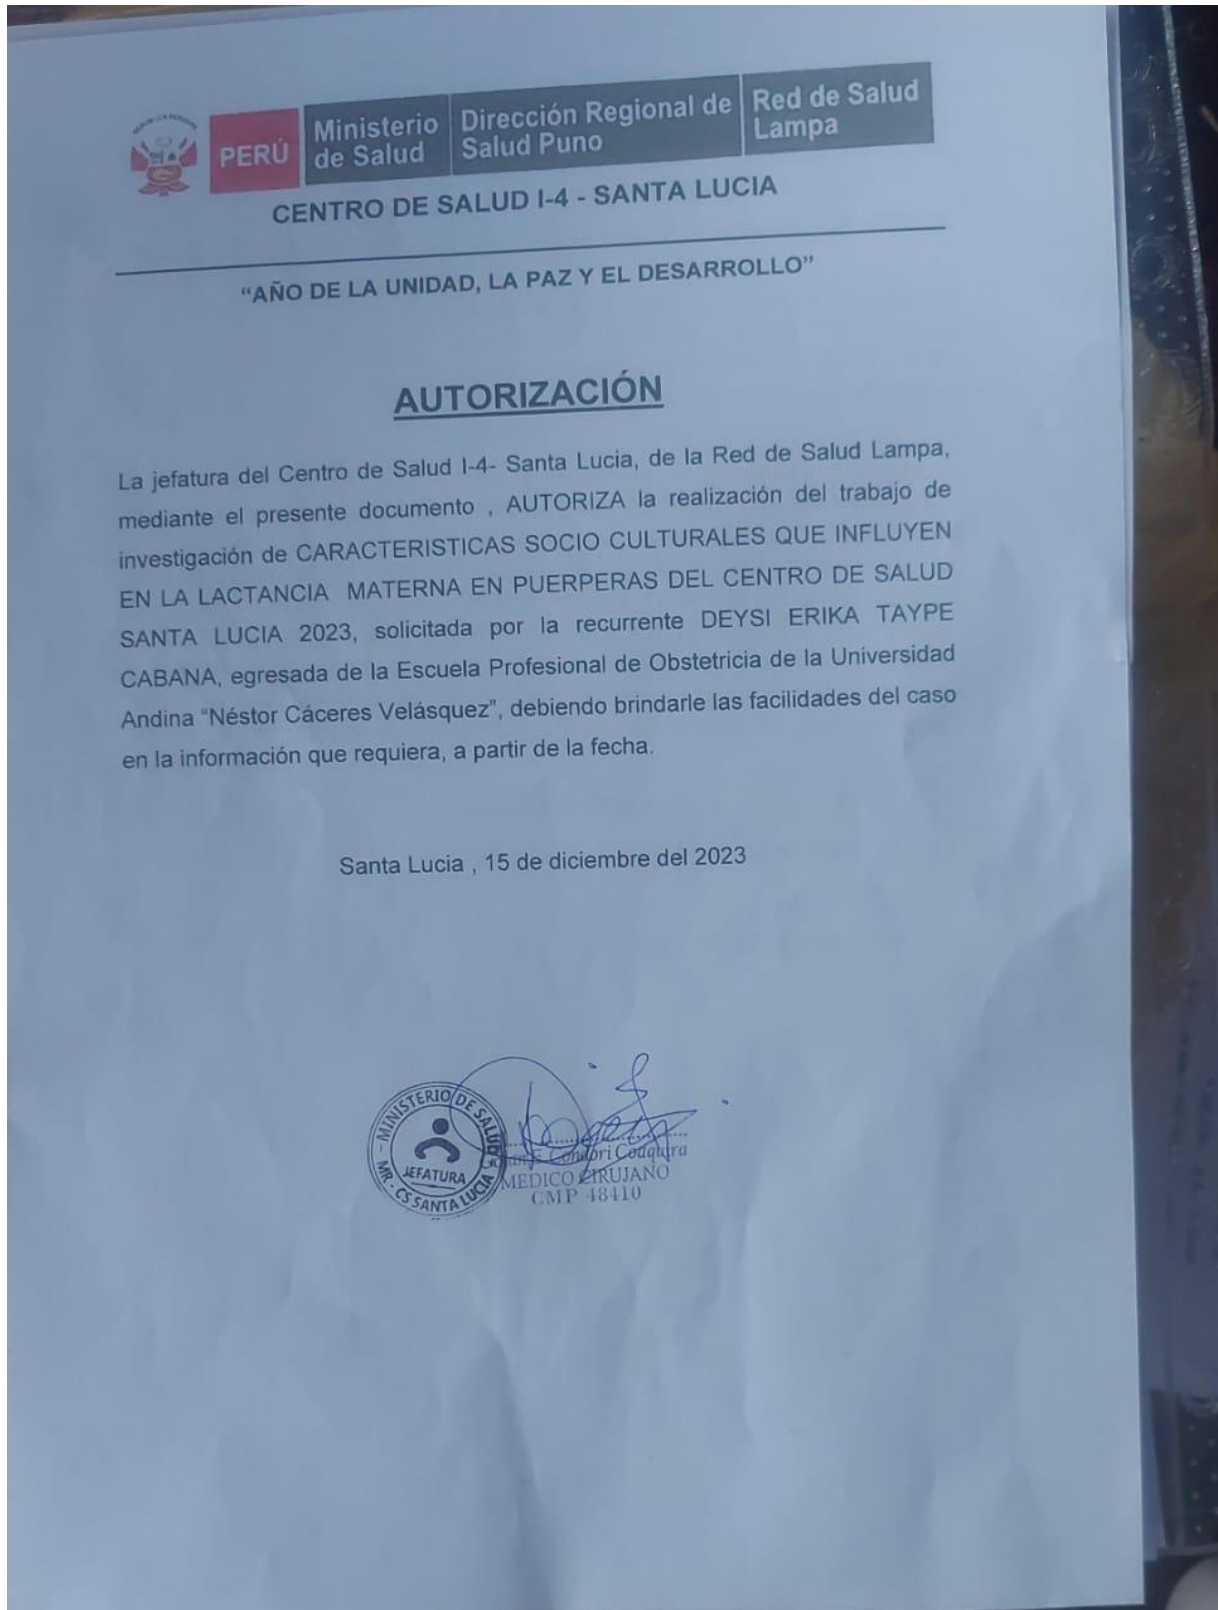 PERÚ
Ministerio de Salud
Dirección Regional de Salud Puno
Red de Salud Lampa
CENTRO DE SALUD I-4 - SANTA LUCIA
“AÑO DE LA UNIDAD, LA PAZ Y EL DESARROLLO”
AUTORIZACIÓN
La jefatura del Centro de Salud I-4- Santa Lucia, de la Red de Salud Lampa,
mediante el presente documento , AUTORIZA la realización del trabajo de
investigación de CARACTERISTICAS SOCIO CULTURALES QUE INFLUYEN
EN LA LACTANCIA MATERNA EN PUERPERAS DEL CENTRO DE SALUD
SANTA LUCIA 2023, solicitada por la recurrente DEYSI ERIKA TAYPE
CABANA, egresada de la Escuela Profesional de Obstetricia de la Universidad
Andina “Néstor Cáceres Velásquez”, debiendo brindarle las facilidades del caso
en la información que requiera, a partir de la fecha.
Santa Lucia , 15 de diciembre del 2023
MINISTERIO DE SALUD
JEFATURA
MR - CS SANTA LUCIA
Condori Codquira
MEDICO CIRUJANO
CMP 48410